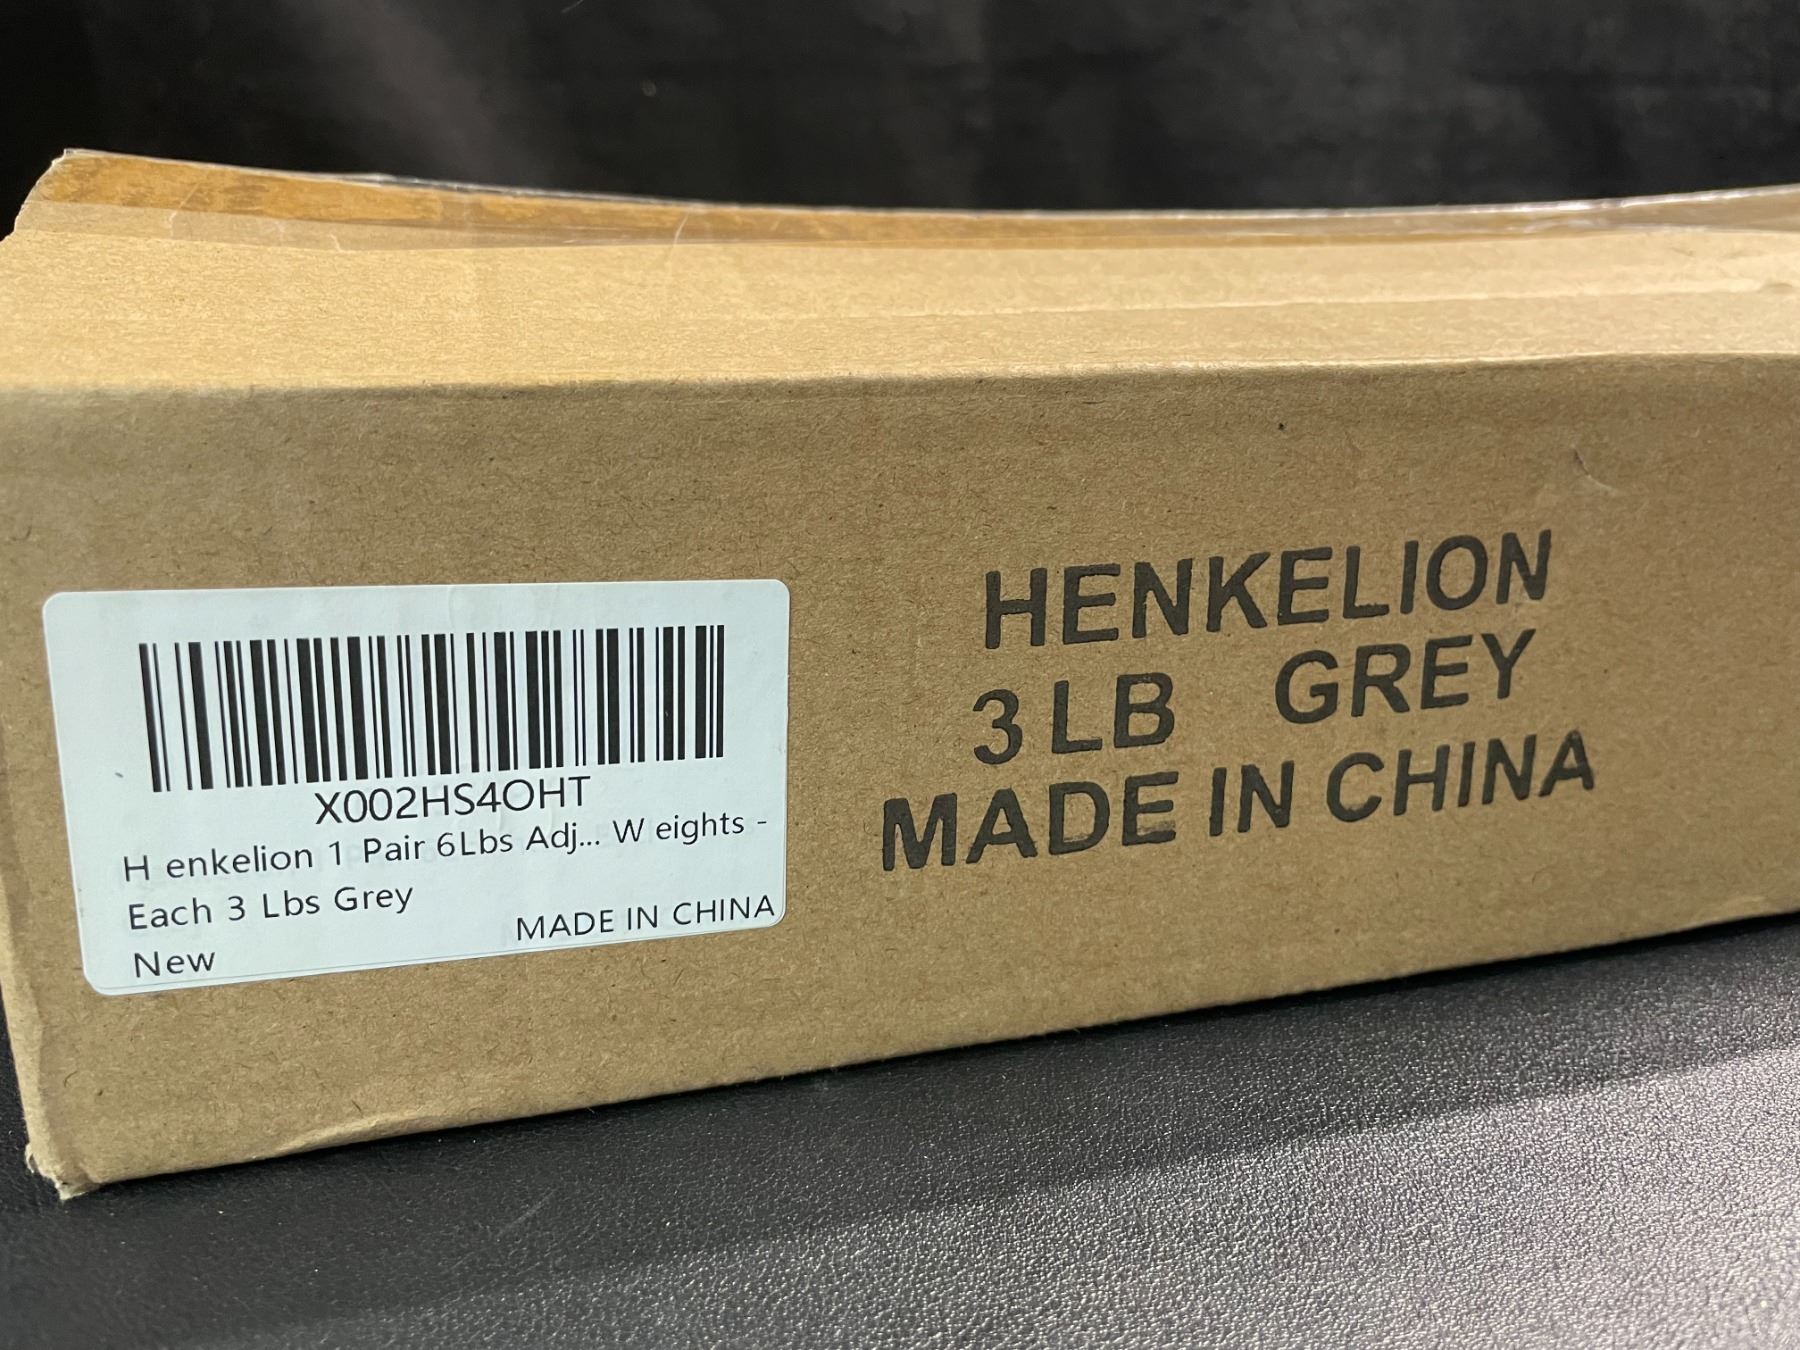 X002HS4OHT
H enkelion 1 Pair 6Lbs Adj... W eights -
Each 3 Lbs Grey
New
MADE IN CHINA
HENKELION
3 LB GREY
MADE IN CHINA